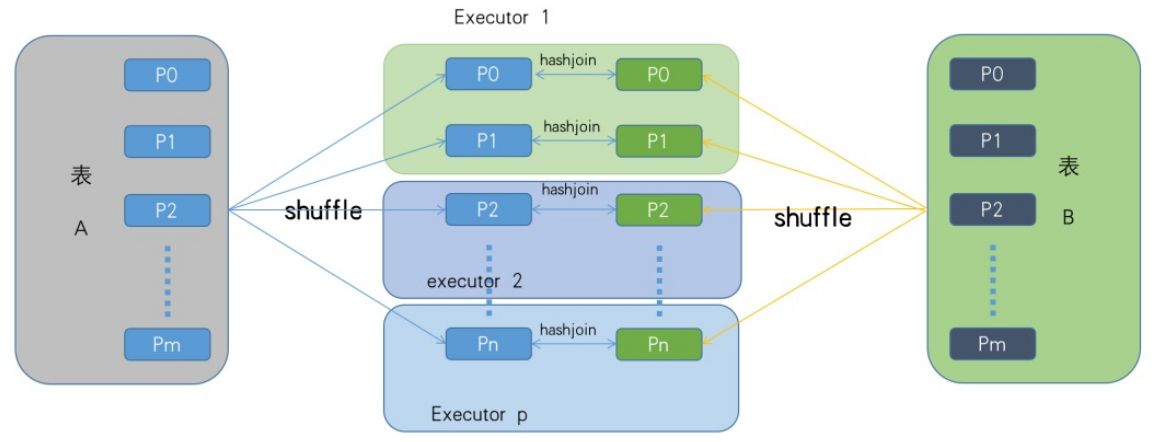 Executor 1
P0
P1
P2
Pm
表
A
shuffle
P0
hashjoin
P0
P1
hashjoin
P1
P2
hashjoin
P2
executor 2
Pn
hashjoin
Pn
Executor p
shuffle
P0
P1
P2
Pm
表
B